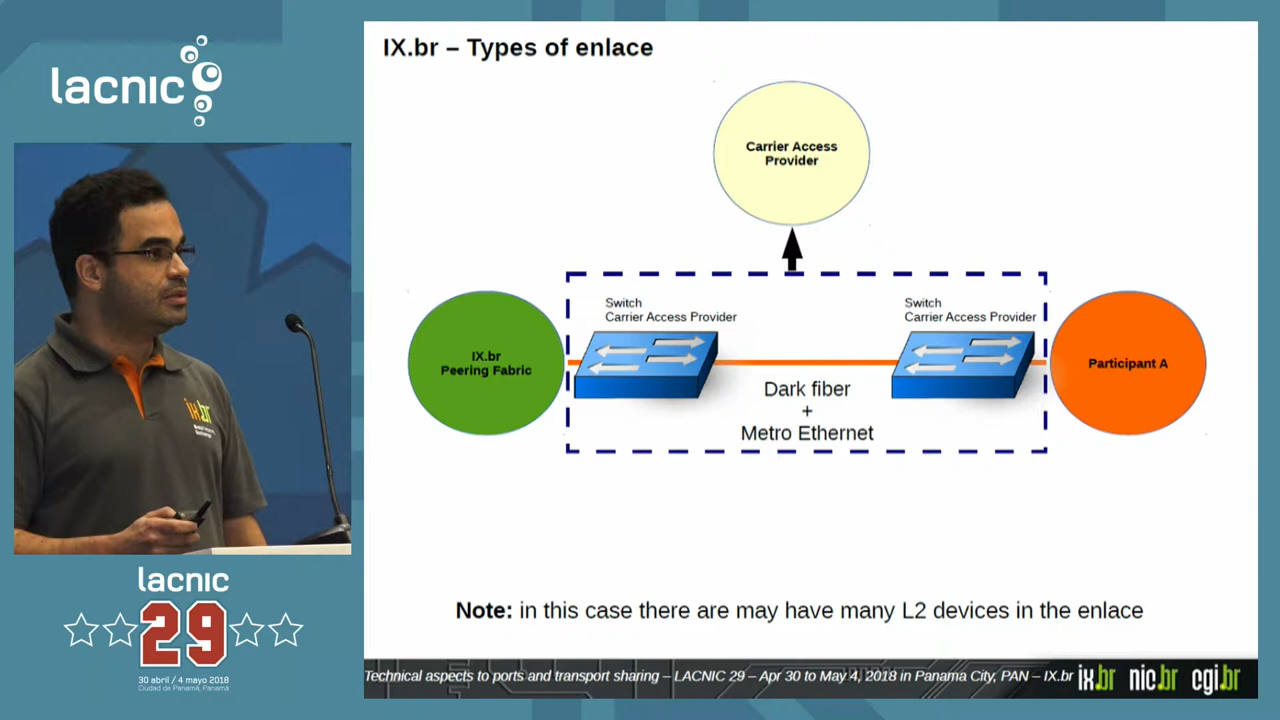 lacnic
IX.br – Types of enlace
Carrier Access
Provider
Switch
Carrier Access Provider
Switch
Carrier Access Provider
IX.br
Peering Fabric
Participant A
Dark fiber
+
Metro Ethernet
Note: in this case there are may have many L2 devices in the enlace
ix.br
lacnic
29
30 abril / 4 mayo 2018
Ciudad de Panamá, Panamá
Technical aspects to ports and transport sharing – LACNIC 29 – Apr 30 to May 4, 2018 in Panama City, PAN – IX.br
ix.br nic.br cgi.br